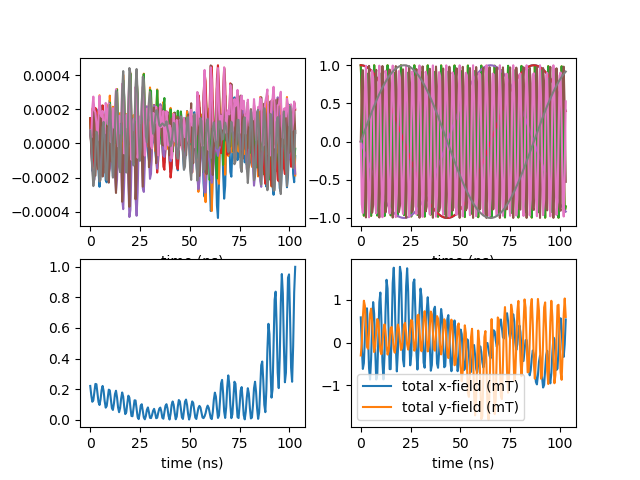 0.0004
0.0002
0.0000
−0.0002
−0.0004
0 25 50 75 100
time (ns)
1.0
0.5
0.0
−0.5
−1.0
0 50 75 100
25
time (ns)
1.0
0.8
0.6
0.4
0.2
0.0
0 25 50 75 100
time (ns)
1
0
−1
total x-field (mT)
total y-field (mT)
0 25 50 75 100
time (ns)